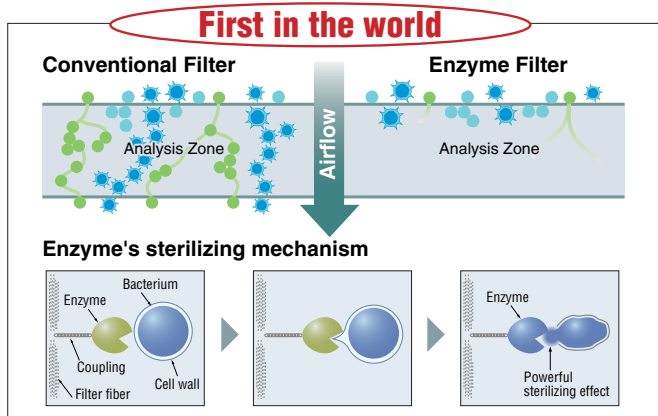 First in the world
Conventional Filter
Enzyme Filter
Airflow
Analysis Zone
Analysis Zone
Enzyme's sterilizing mechanism
Enzyme
Bacterium
Coupling
Cell wall
Filter fiber
Enzyme
Powerful
sterilizing effect